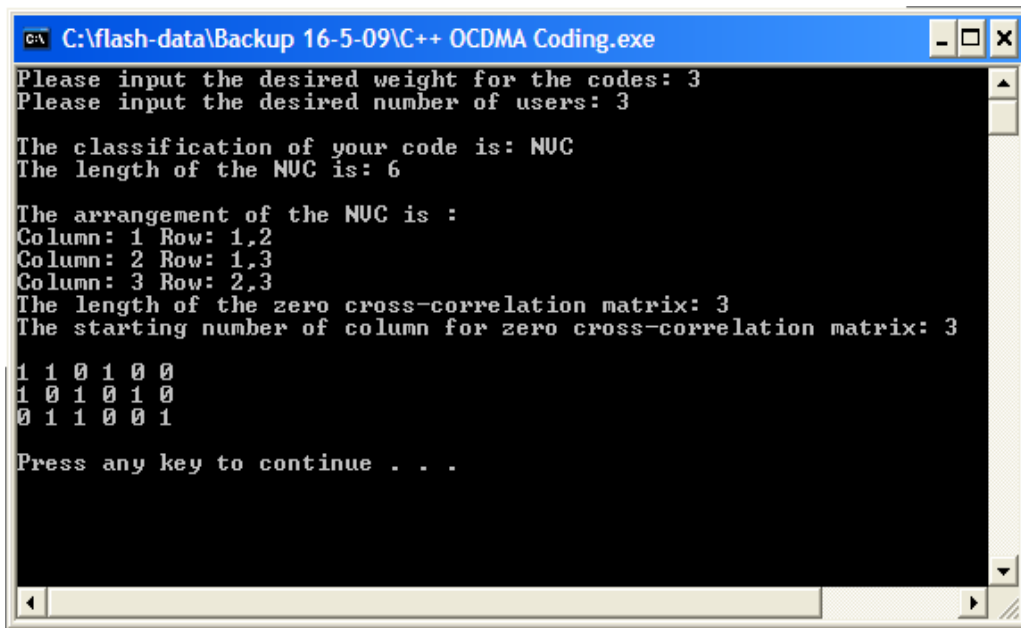 C:\flash-data\Backup 16-5-09\C++ OCDMA Coding.exe
Please input the desired weight for the codes: 3
Please input the desired number of users: 3
The classification of your code is: NVC
The length of the NVC is: 6
The arrangement of the NVC is :
Column: 1 Row: 1,2
Column: 2 Row: 1,3
Column: 3 Row: 2,3
The length of the zero cross-correlation matrix: 3
The starting number of column for zero cross-correlation matrix: 3
1 1 0 1 0 0
1 0 1 0 1 0
0 1 1 0 0 1
Press any key to continue . . .